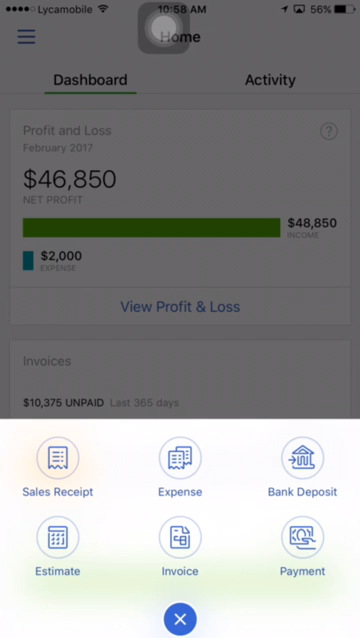 Lycamobile 10:58 AM 56%
Home
Dashboard Activity
Profit and Loss ?
February 2017
$46,850
NET PROFIT
$48,850
INCOME
$2,000
EXPENSE
View Profit & Loss
Invoices
$10,375 UNPAID Last 365 days
Sales Receipt Expense Bank Deposit
Estimate Invoice Payment